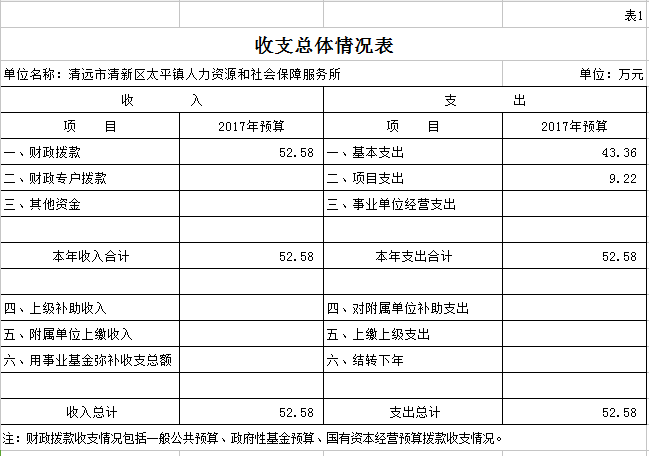 表1
收支总体情况表
单位名称：清远市清新区太平镇人力资源和社会保障服务所 单位：万元
收 入 支 出
项 目 2017年预算 项 目 2017年预算
一、财政拨款 52.58 一、基本支出 43.36
二、财政专户拨款 二、项目支出 9.22
三、其他资金 三、事业单位经营支出
本年收入合计 52.58 本年支出合计 52.58
四、上级补助收入 四、对附属单位补助支出
五、附属单位上缴收入 五、上缴上级支出
六、用事业基金弥补收支总额 六、结转下年
收入总计 52.58 支出总计 52.58
注：财政拨款收支情况包括一般公共预算、政府性基金预算、国有资本经营预算拨款收支情况。